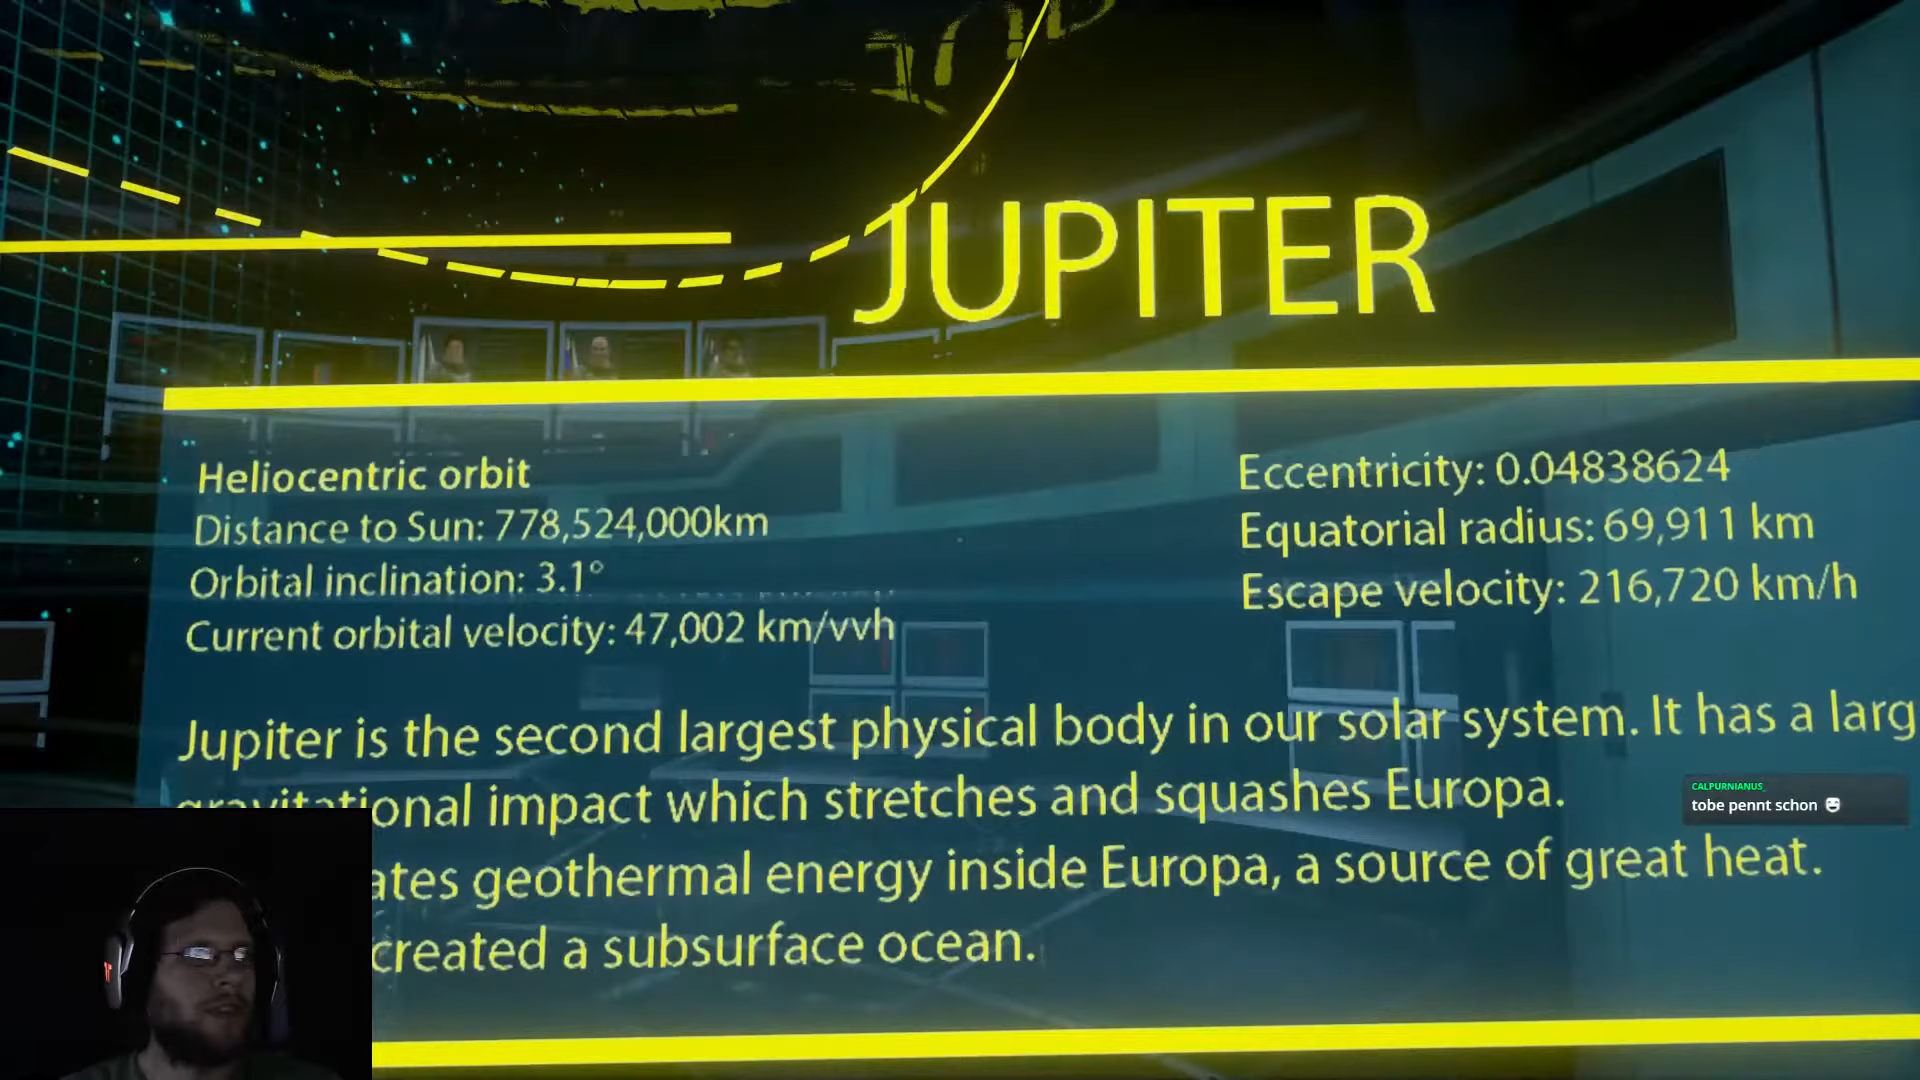 JUPITER
Heliocentric orbit
Distance to Sun: 778,524,000km
Orbital inclination: 3.1°
Current orbital velocity: 47,002 km/vvh
Eccentricity: 0.04838624
Equatorial radius: 69,911 km
Escape velocity: 216,720 km/h
Jupiter is the second largest physical body in our solar system. It has a larg
gravitational impact which stretches and squashes Europa.
ates geothermal energy inside Europa, a source of great heat.
created a subsurface ocean.
CALPURNIANUS_
tobe pennt schon